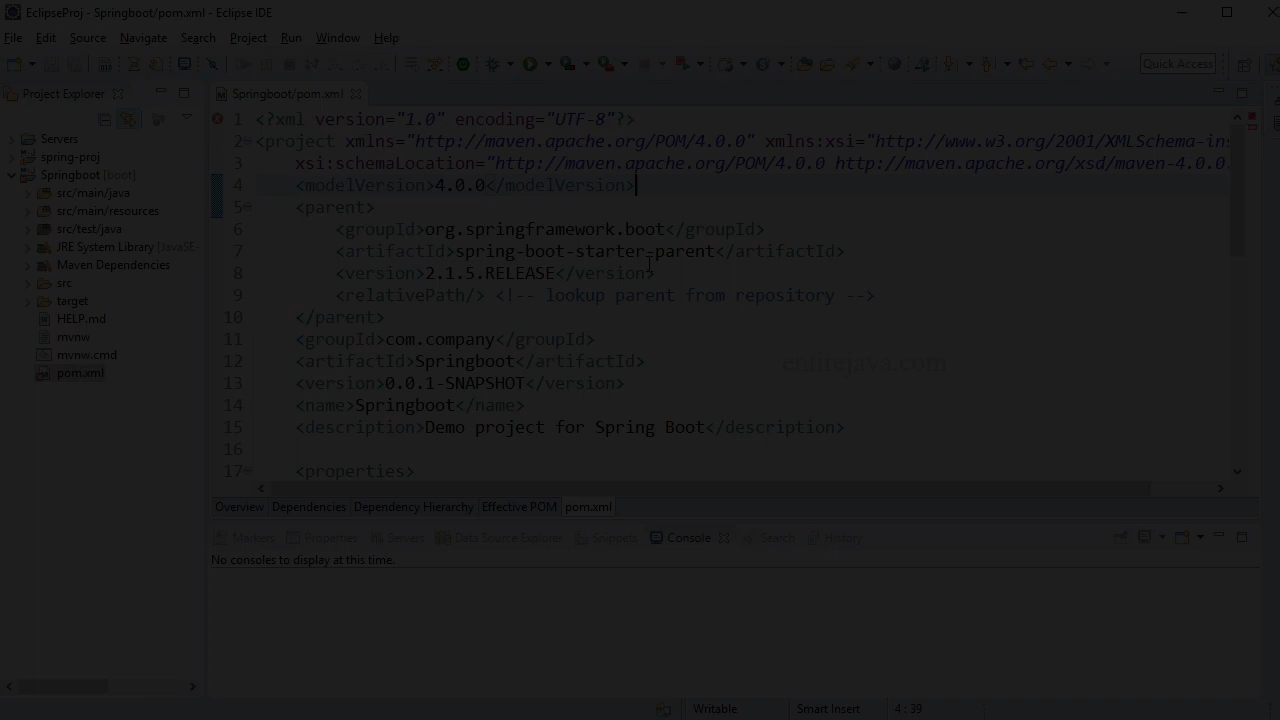 EclipseProj - Springboot/pom.xml - Eclipse IDE
File Edit Source Navigate Search Project Run Window Help
Quick Access
Project Explorer
Springboot/pom.xml
Servers
spring-proj
Springboot [boot]
src/main/java
src/main/resources
src/test/java
JRE System Library [JavaSE-
Maven Dependencies
src
target
HELP.md
mvnw
mvnw.cmd
pom.xml
1 <?xml version="1.0" encoding="UTF-8"?>
2 <project xmlns="http://maven.apache.org/POM/4.0.0" xmlns:xsi="http://www.w3.org/2001/XMLSchema-ins
3 xsi:schemaLocation="http://maven.apache.org/POM/4.0.0 http://maven.apache.org/xsd/maven-4.0.0.
4 <modelVersion>4.0.0</modelVersion>
5 <parent>
6 <groupId>org.springframework.boot</groupId>
7 <artifactId>spring-boot-starter-parent</artifactId>
8 <version>2.1.5.RELEASE</version>
9 <relativePath/> <!-- lookup parent from repository -->
10 </parent>
11 <groupId>com.company</groupId>
12 <artifactId>Springboot</artifactId>
13 <version>0.0.1-SNAPSHOT</version>
14 <name>Springboot</name>
15 <description>Demo project for Spring Boot</description>
16
17 <properties>
entirejava.com
Overview Dependencies Dependency Hierarchy Effective POM pom.xml
Markers Properties Servers Data Source Explorer Snippets Console Search History
No consoles to display at this time.
Writable Smart Insert 4 : 39